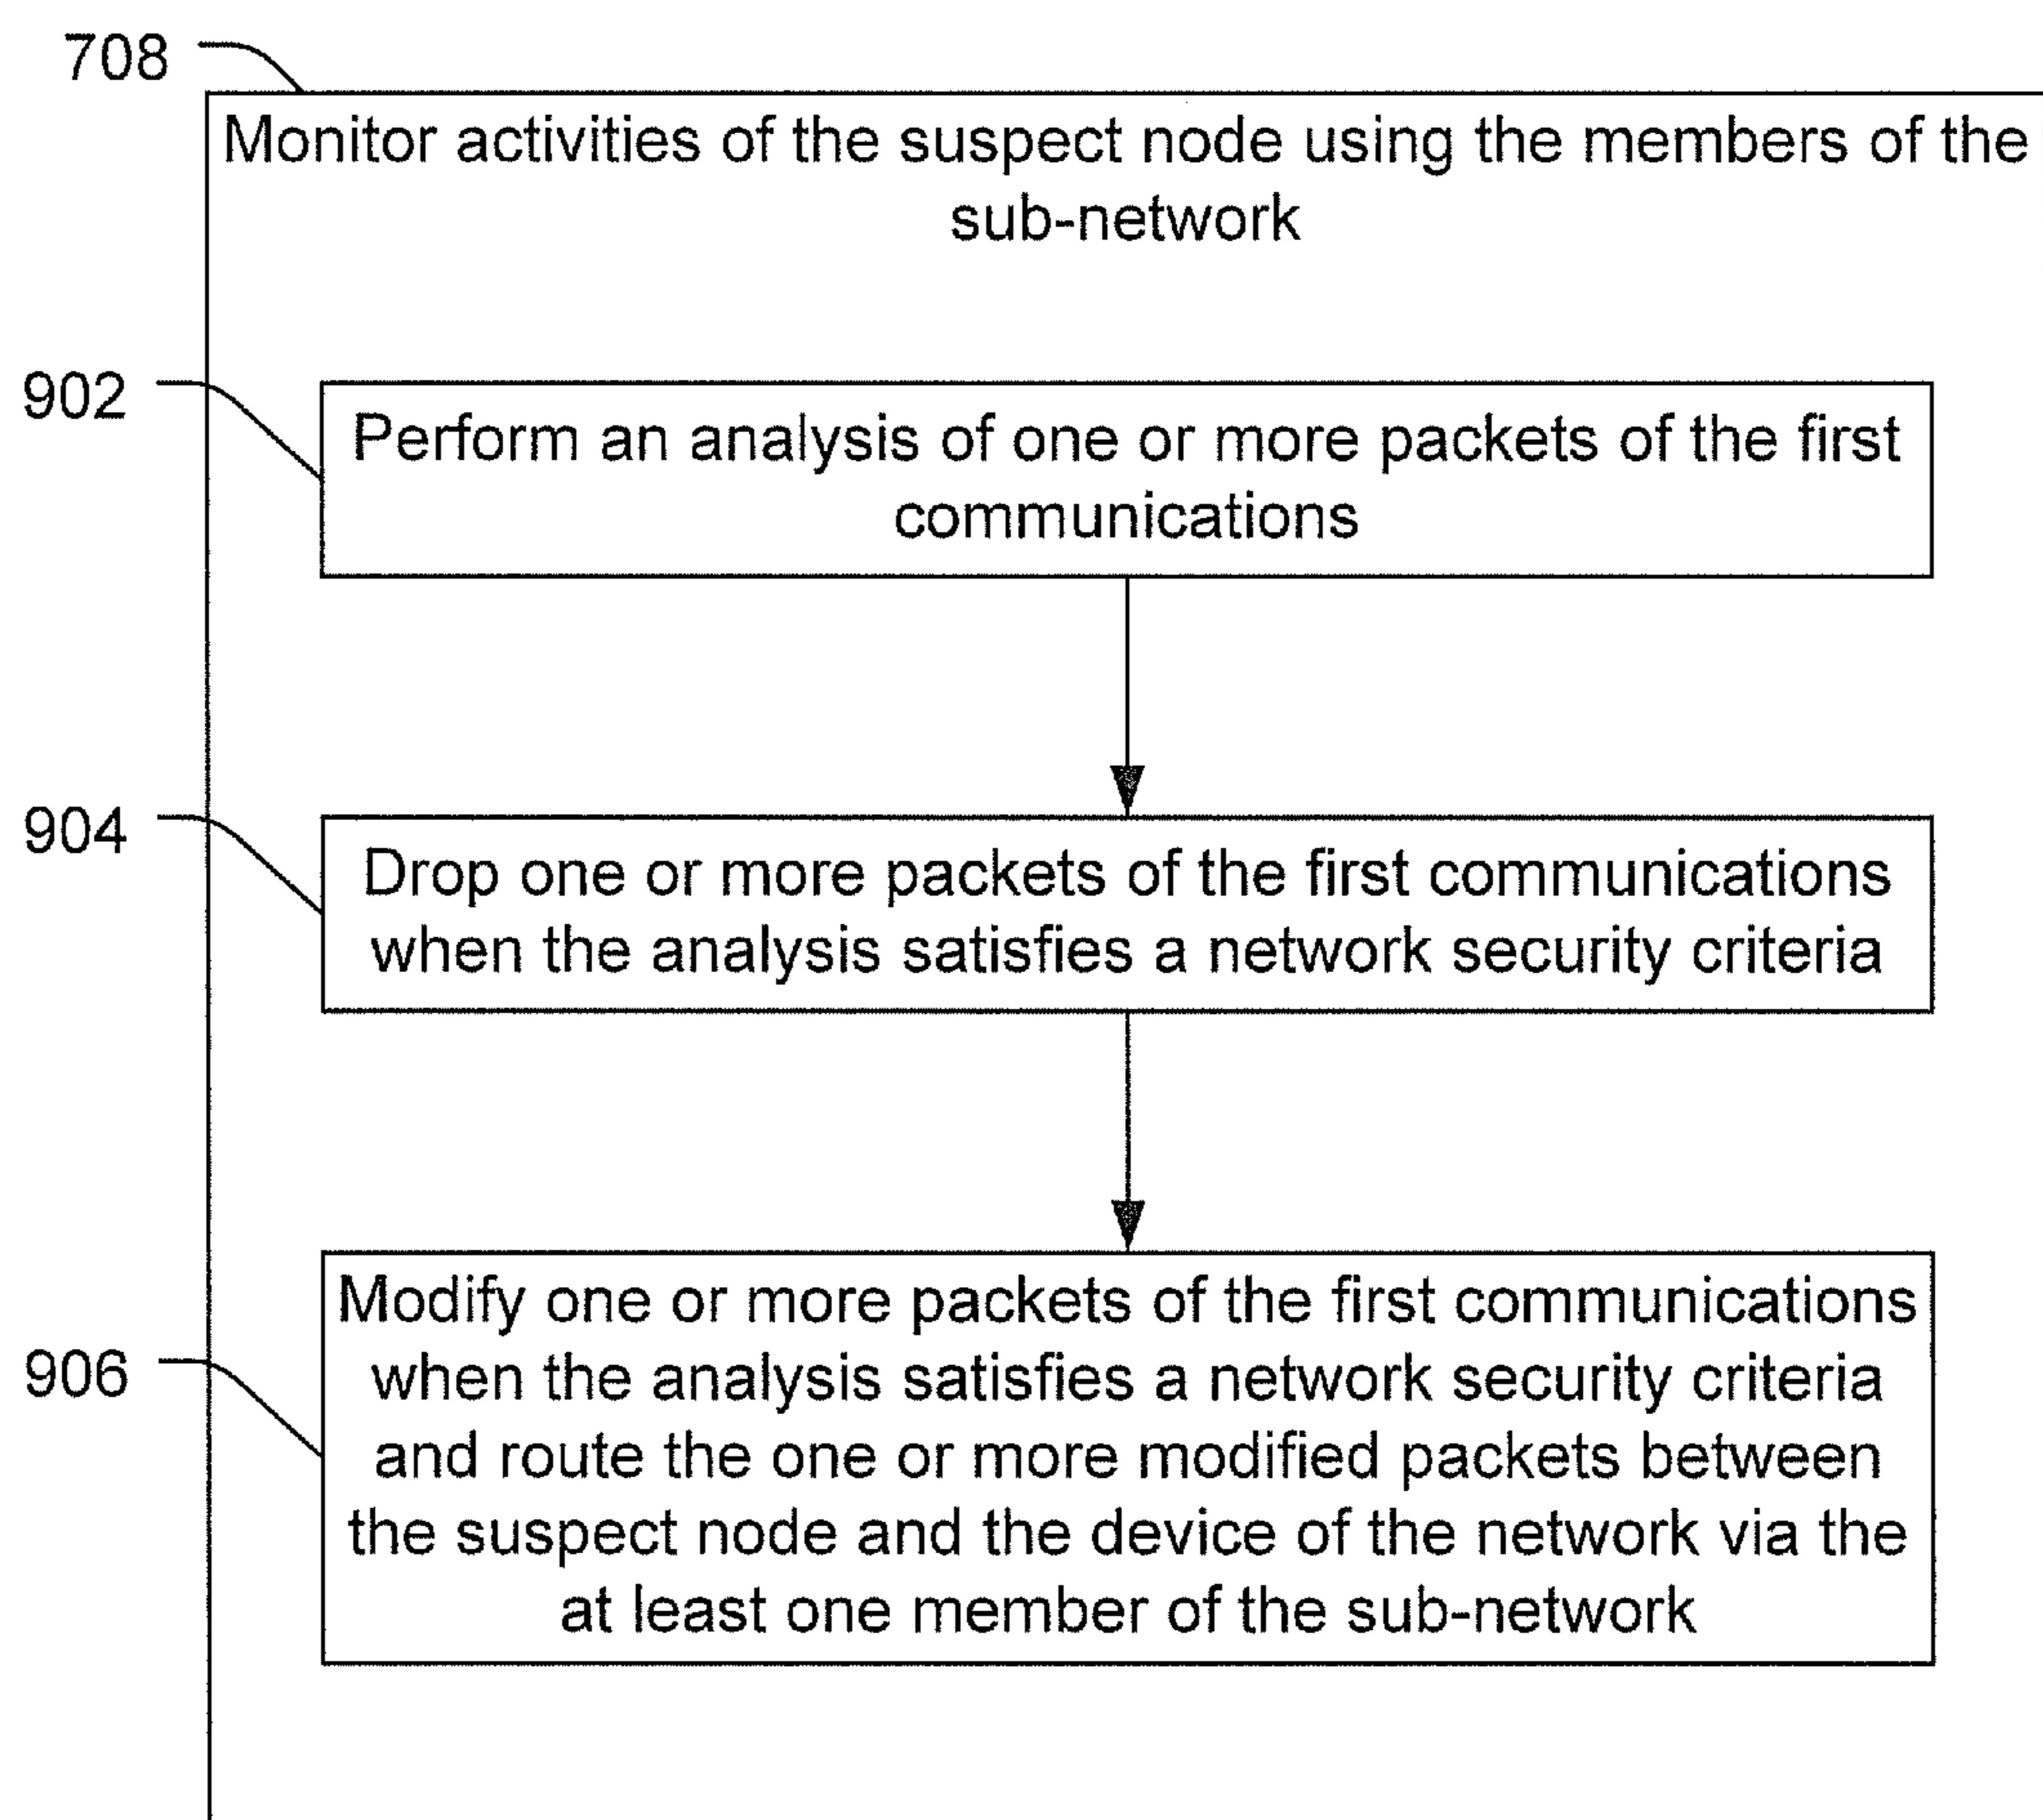 708
Monitor activities of the suspect node using the members of the
sub-network
902
Perform an analysis of one or more packets of the first
communications
904
Drop one or more packets of the first communications
when the analysis satisfies a network security criteria
906
Modify one or more packets of the first communications
when the analysis satisfies a network security criteria
and route the one or more modified packets between
the suspect node and the device of the network via the
at least one member of the sub-network